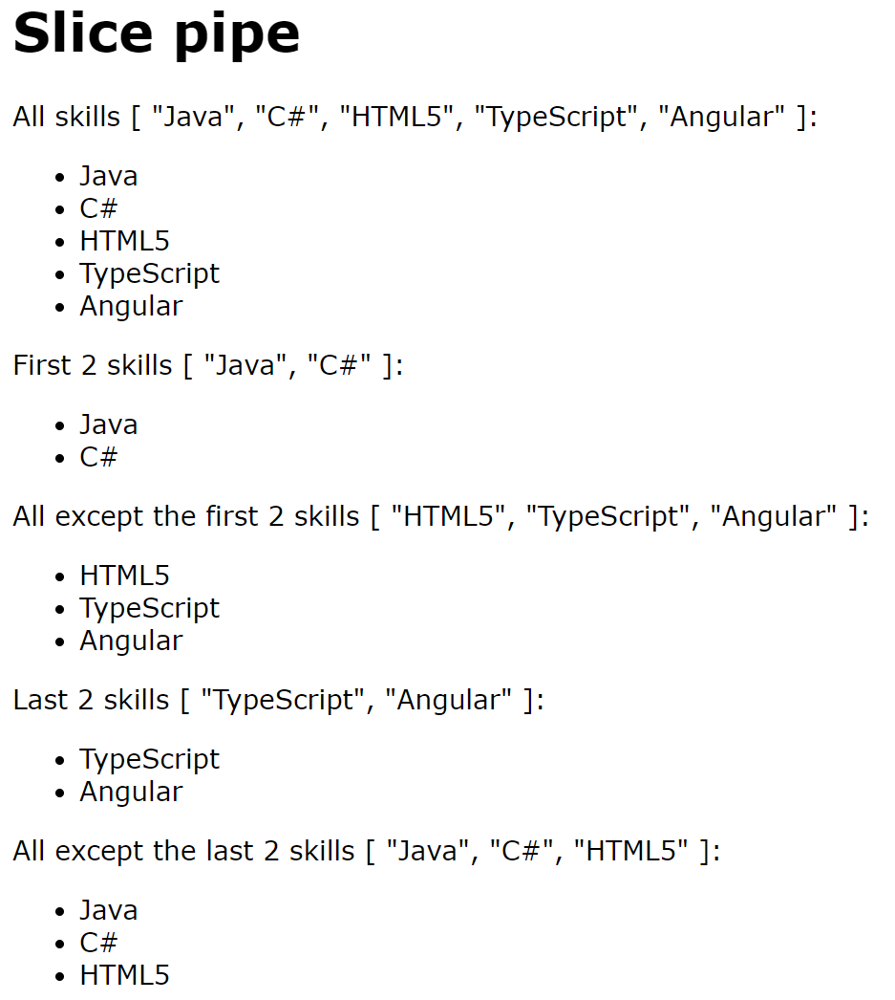 Slice pipe
All skills [ "Java", "C#", "HTML5", "TypeScript", "Angular" ]:
• Java
• C#
• HTML5
• TypeScript
• Angular
First 2 skills [ "Java", "C#" ]:
• Java
• C#
All except the first 2 skills [ "HTML5", "TypeScript", "Angular" ]:
• HTML5
• TypeScript
• Angular
Last 2 skills [ "TypeScript", "Angular" ]:
• TypeScript
• Angular
All except the last 2 skills [ "Java", "C#", "HTML5" ]:
• Java
• C#
• HTML5